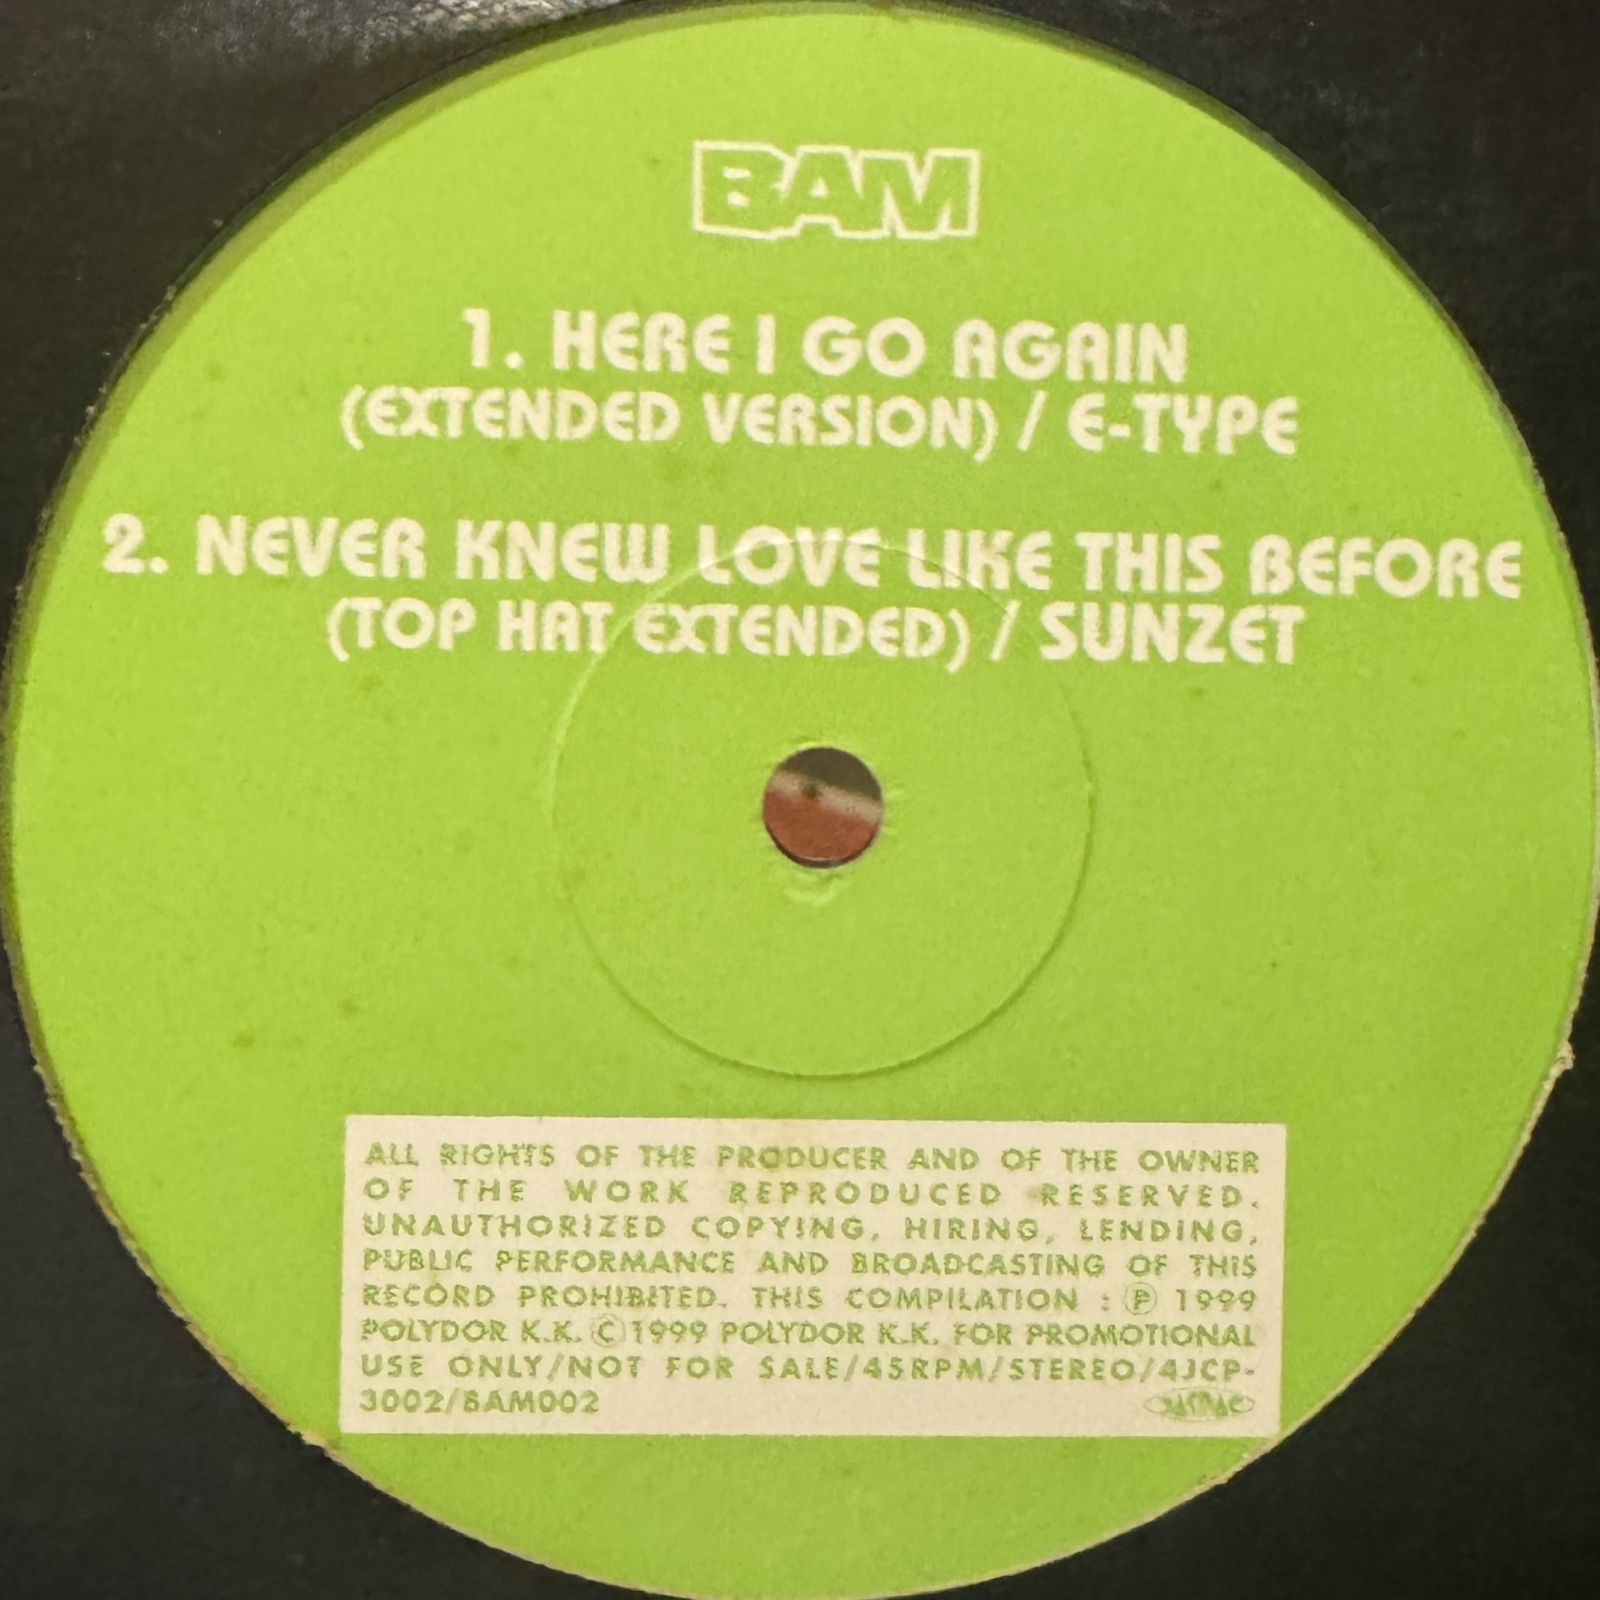 BAM
1. HERE I GO AGAIN
(EXTENDED VERSION) / E-TYPE
2. NEVER KNEW LOVE LIKE THIS BEFORE
(TOP HAT EXTENDED) / SUNZET
ALL RIGHTS OF THE PRODUCER AND OF THE OWNER
OF THE WORK REPRODUCED RESERVED.
UNAUTHORIZED COPYING, HIRING, LENDING,
PUBLIC PERFORMANCE AND BROADCASTING OF THIS
RECORD PROHIBITED. THIS COMPILATION : Ⓟ 1999
POLYDOR K.K. ©1999 POLYDOR K.K. FOR PROMOTIONAL
USE ONLY/NOT FOR SALE/45RPM/STEREO/4JCP-
3002/BAM002